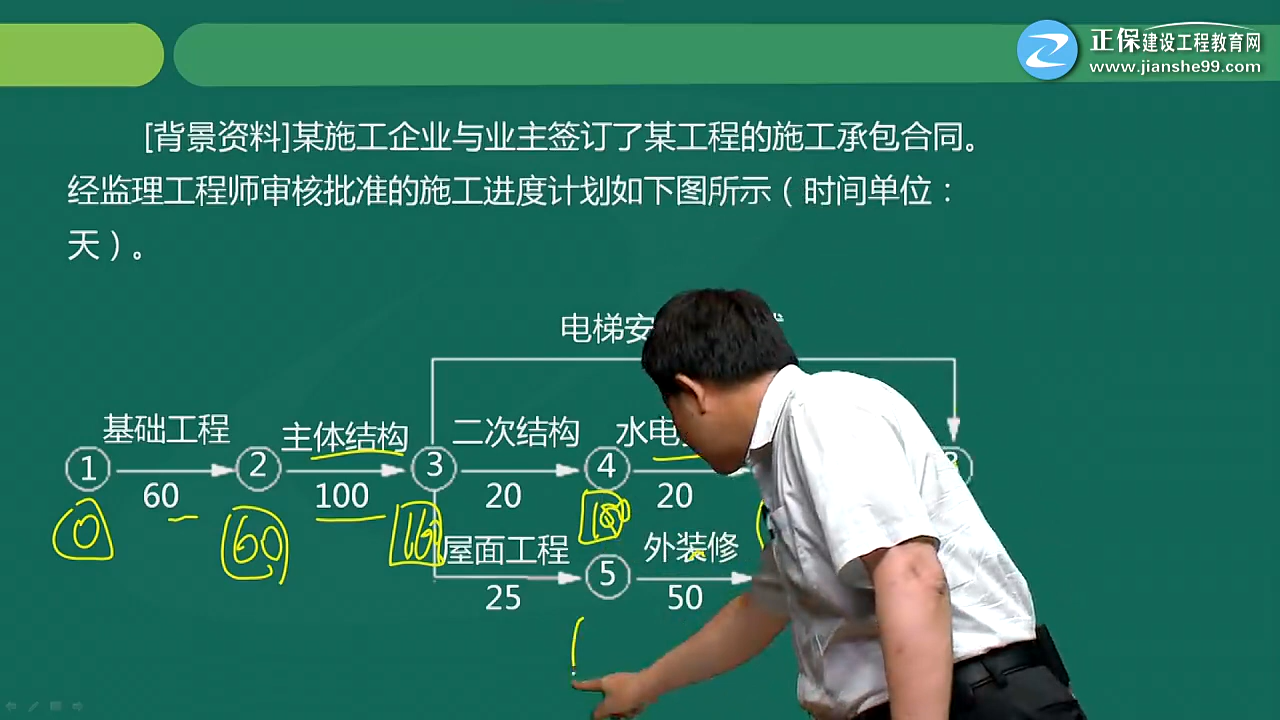 正保建设工程教育网
www.jianshe99.com
[背景资料]某施工企业与业主签订了某工程的施工承包合同。
经监理工程师审核批准的施工进度计划如下图所示（时间单位：
天）。
电梯安
基础工程
主体结构
二次结构
水电
1
2
3
4
60
100
20
20
0
60
160
屋面工程
外装修
5
25
50